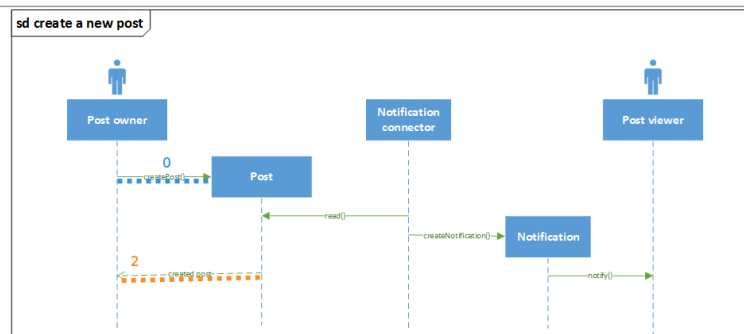 sd create a new post
Post owner
Notification
connector
Post viewer
0
createPost()
Post
read()
createNotification()
Notification
2
created post
notify()